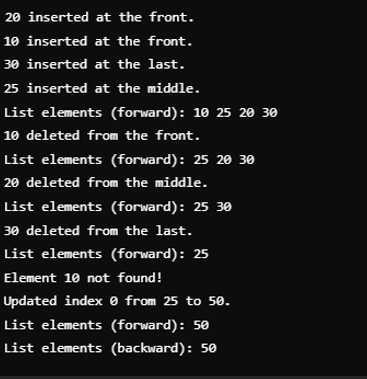 20 inserted at the front.
10 inserted at the front.
30 inserted at the last.
25 inserted at the middle.
List elements (forward): 10 25 20 30
10 deleted from the front.
List elements (forward): 25 20 30
20 deleted from the middle.
List elements (forward): 25 30
30 deleted from the last.
List elements (forward): 25
Element 10 not found!
Updated index 0 from 25 to 50.
List elements (forward): 50
List elements (backward): 50